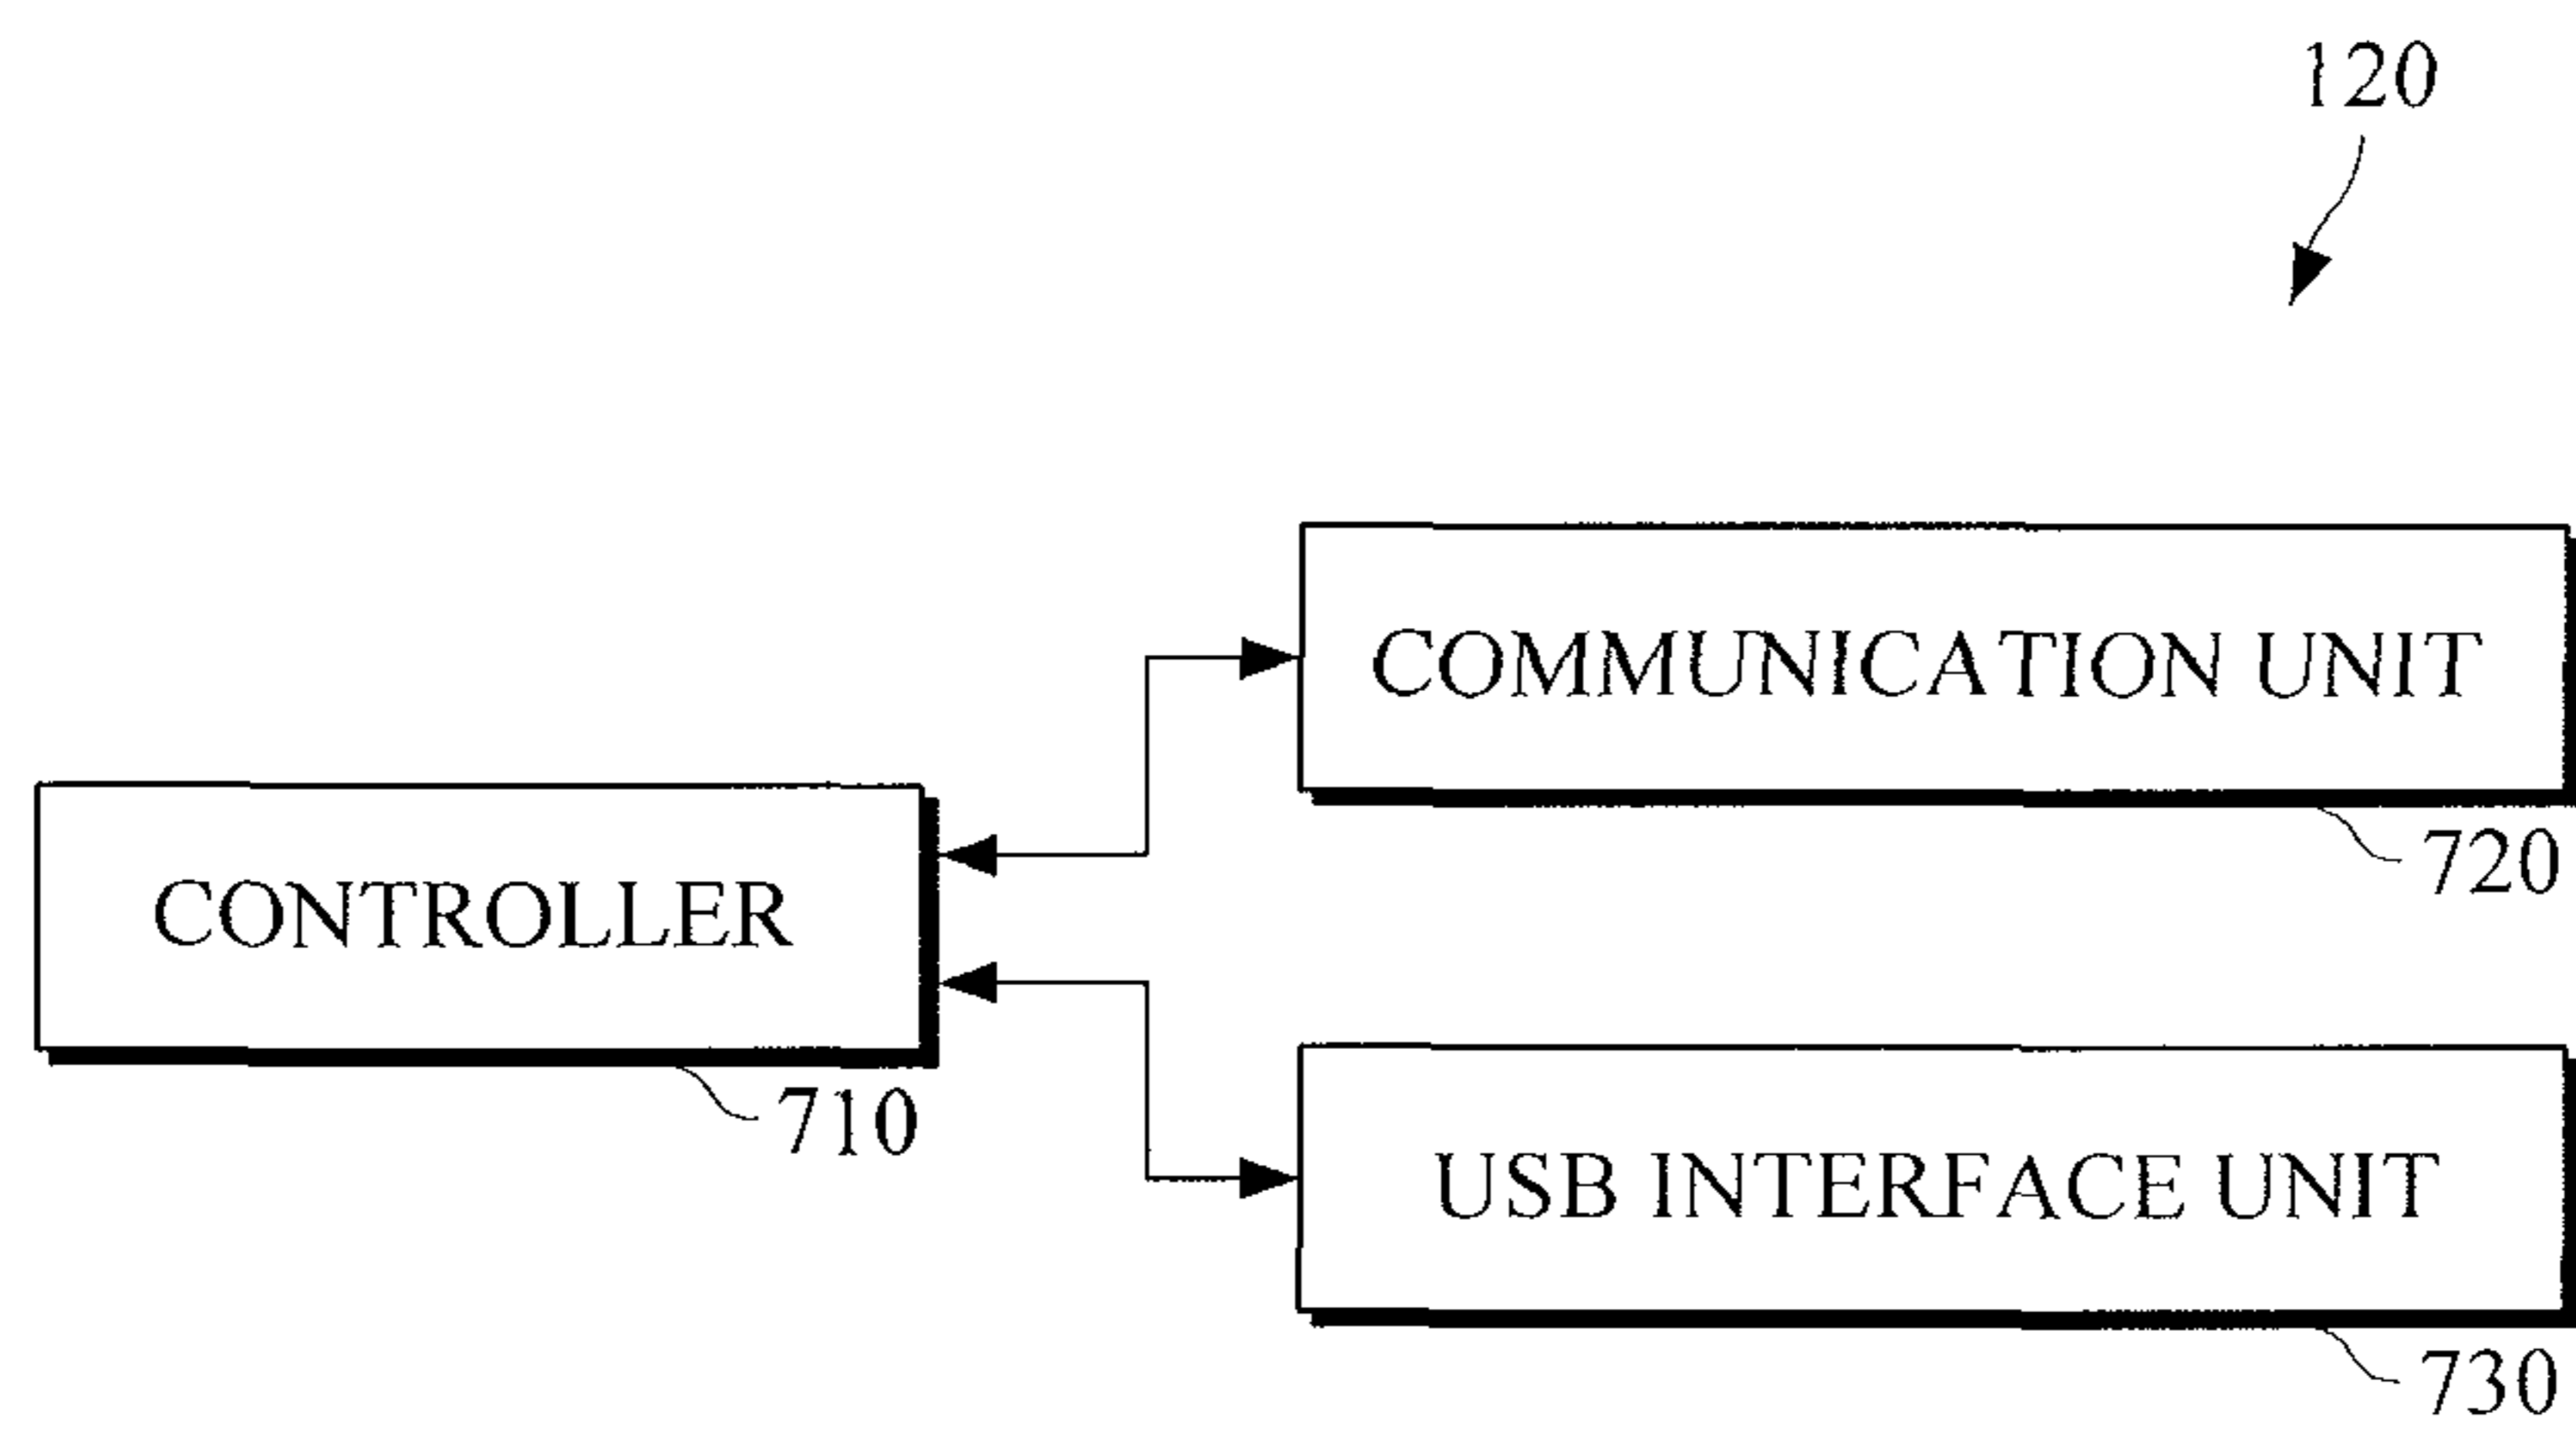 120
COMMUNICATION UNIT
720
CONTROLLER
710
USB INTERFACE UNIT
730